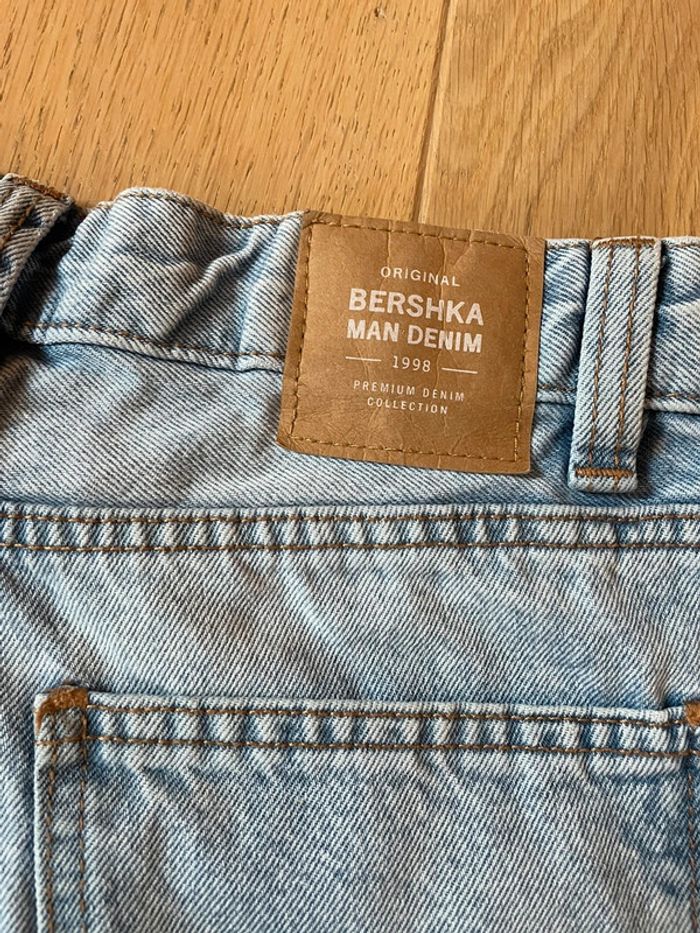 ORIGINAL
BERSHKA
MAN DENIM
1998
PREMIUM DENIM
COLLECTION